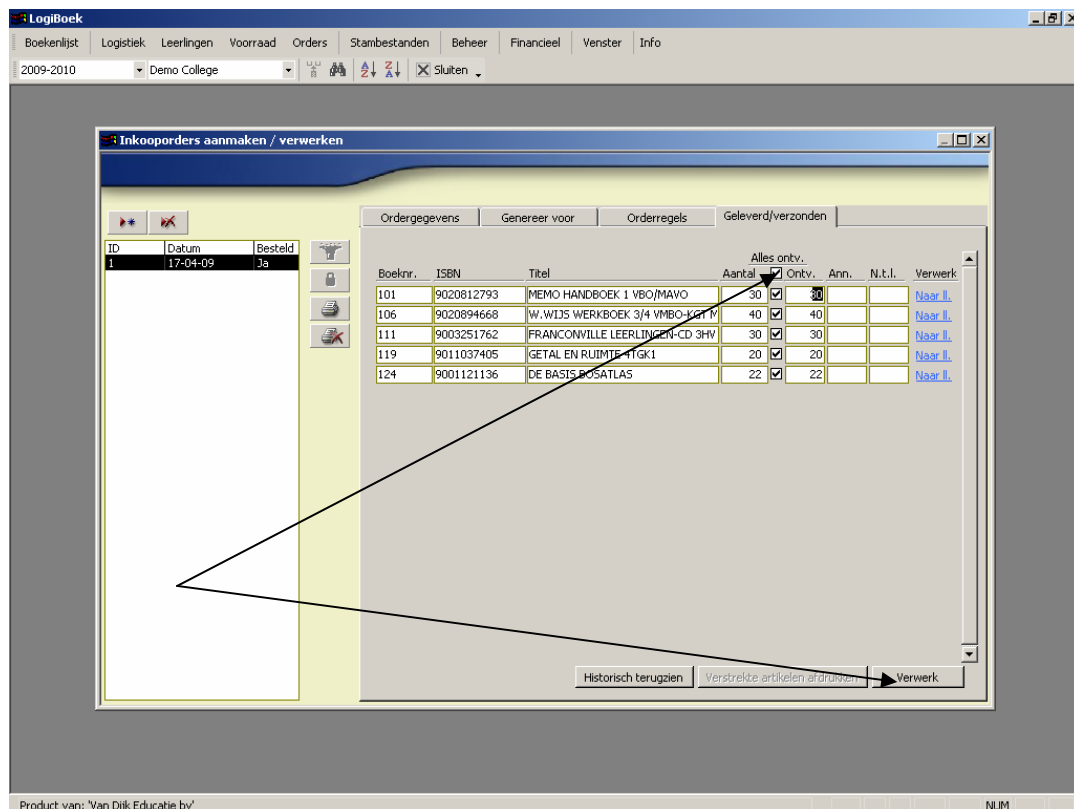 LogiBoek
Boekenlijst Logistiek Leerlingen Voorraad Orders Stambestanden Beheer Financieel Venster Info
2009-2010 Demo College Sluiten
Inkooporders aanmaken / verwerken
Ordergegevens Genereer voor Orderregels Geleverd/verzonden
ID Datum Besteld
1 17-04-09 Ja
Alles ontv.
Boeknr. ISBN Titel Aantal Ontv. Ann. N.t.l. Verwerk
101 9020812793 MEMO HANDBOEK 1 VBO/MAVO 30 30 Naar ll.
106 9020894668 W.WIJS WERKBOEK 3/4 VMBO-KGT M 40 40 Naar ll.
111 9003251762 FRANCONVILLE LEERLINGEN-CD 3HV 30 30 Naar ll.
119 9011037405 GETAL EN RUIMTE 4TGK1 20 20 Naar ll.
124 9001121136 DE BASIS BOSATLAS 22 22 Naar ll.
Historisch terugzien Verstrekte artikelen afdrukken Verwerk
Product van: 'Van Dijk Educatie bv' NUM